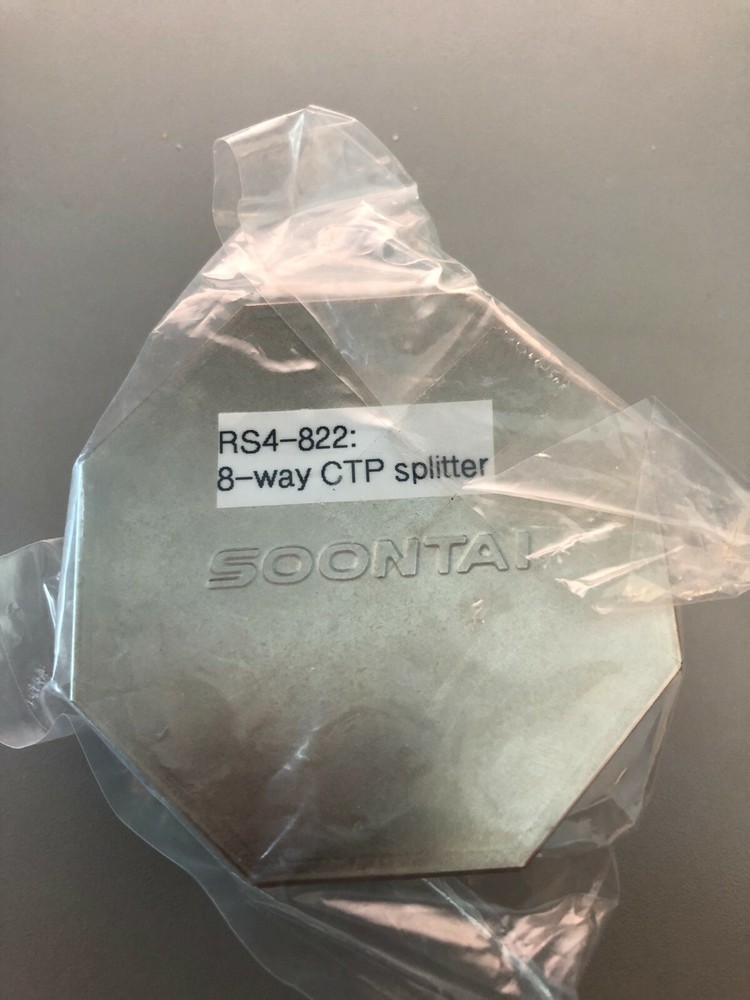 RS4-822:
8-way CTP splitter
SOONTAI